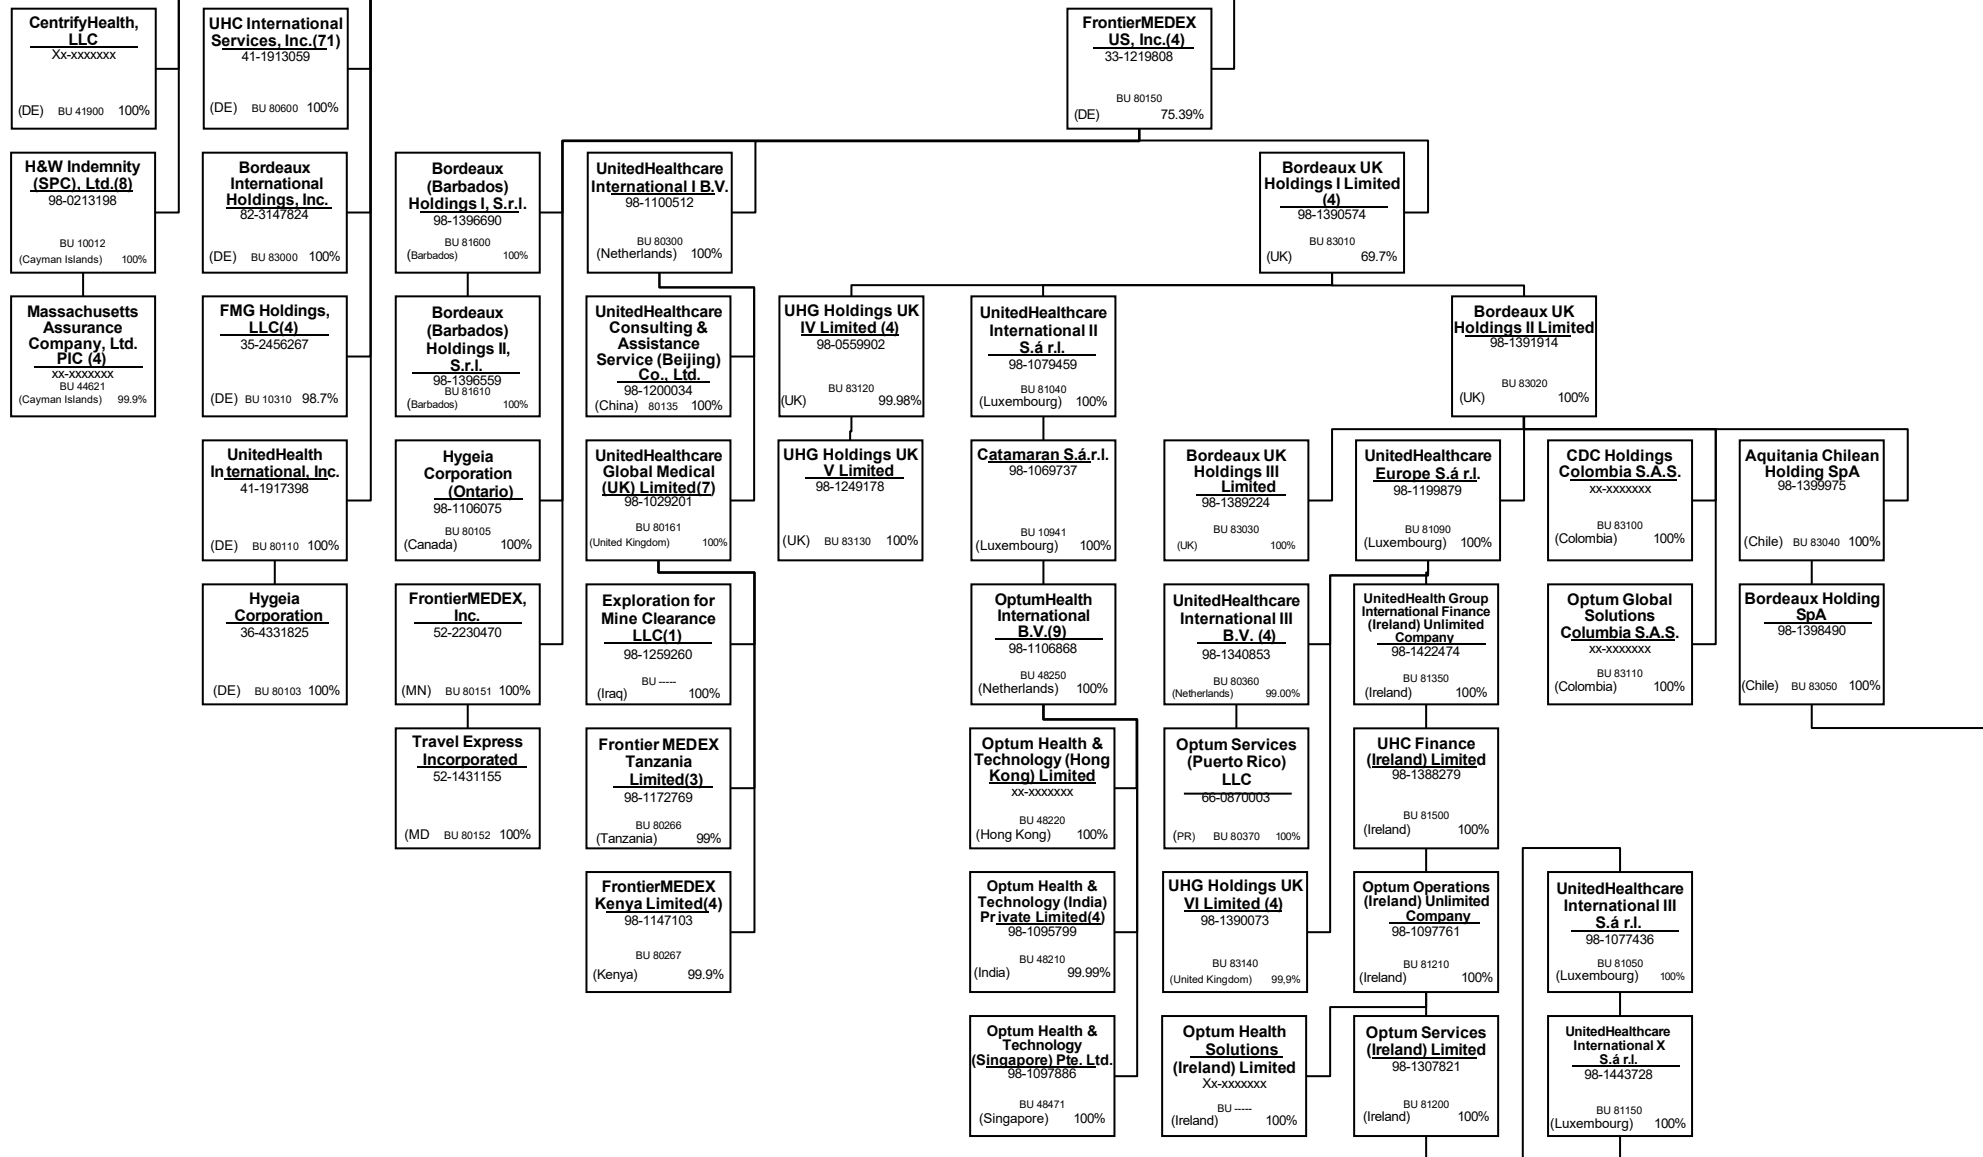 CentrifyHealth,
LLC
Xx-xxxxxxx
(DE) BU 41900 100%
UHC International
Services, Inc.(71)
41-1913059
(DE) BU 80600 100%
FrontierMEDEX
US, Inc.(4)
33-1219808
BU 80150
(DE) 75.39%
H&W Indemnity
(SPC), Ltd.(8)
98-0213198
BU 10012
(Cayman Islands) 100%
Bordeaux
International
Holdings, Inc.
82-3147824
(DE) BU 83000 100%
Bordeaux
(Barbados)
Holdings I, S.r.l.
98-1396690
BU 81600
(Barbados) 100%
UnitedHealthcare
International I B.V.
98-1100512
BU 80300
(Netherlands) 100%
Bordeaux UK
Holdings I Limited
(4)
98-1390574
BU 83010
(UK) 69.7%
Massachusetts
Assurance
Company, Ltd.
PIC (4)
xx-xxxxxxx
BU 44621
(Cayman Islands) 99.9%
FMG Holdings,
LLC(4)
35-2456267
(DE) BU 10310 98.7%
Bordeaux
(Barbados)
Holdings II,
S.r.l.
98-1396559
BU 81610
(Barbados) 100%
UnitedHealthcare
Consulting &
Assistance
Service (Beijing)
Co., Ltd.
98-1200034
(China) 80135 100%
UHG Holdings UK
IV Limited (4)
98-0559902
BU 83120
(UK) 99.98%
UnitedHealthcare
International II
S.á r.l.
98-1079459
BU 81040
(Luxembourg) 100%
Bordeaux UK
Holdings II Limited
98-1391914
BU 83020
(UK) 100%
UnitedHealth
International, Inc.
41-1917398
(DE) BU 80110 100%
Hygeia
Corporation
(Ontario)
98-1106075
BU 80105
(Canada) 100%
UnitedHealthcare
Global Medical
(UK) Limited(7)
98-1029201
BU 80161
(United Kingdom) 100%
UHG Holdings UK
V Limited
98-1249178
(UK) BU 83130 100%
Catamaran S.á.r.l.
98-1069737
BU 10941
(Luxembourg) 100%
Bordeaux UK
Holdings III
Limited
98-1389224
BU 83030
(UK) 100%
UnitedHealthcare
Europe S.á r.l.
98-1199879
BU 81090
(Luxembourg) 100%
CDC Holdings
Colombia S.A.S.
xx-xxxxxxx
BU 83100
(Colombia) 100%
Aquitania Chilean
Holding SpA
98-1399975
(Chile) BU 83040 100%
Hygeia
Corporation
36-4331825
(DE) BU 80103 100%
FrontierMEDEX,
Inc.
52-2230470
(MN) BU 80151 100%
Exploration for
Mine Clearance
LLC(1)
98-1259260
BU -----
(Iraq) 100%
OptumHealth
International
B.V.(9)
98-1106868
BU 48250
(Netherlands) 100%
UnitedHealthcare
International III
B.V. (4)
98-1340853
BU 80360
(Netherlands) 99.00%
UnitedHealth Group
International Finance
(Ireland) Unlimited
Company
98-1422474
BU 81350
(Ireland) 100%
Optum Global
Solutions
Columbia S.A.S.
xx-xxxxxxx
BU 83110
(Colombia) 100%
Bordeaux Holding
SpA
98-1398490
(Chile) BU 83050 100%
Travel Express
Incorporated
52-1431155
(MD BU 80152 100%
Frontier MEDEX
Tanzania
Limited(3)
98-1172769
BU 80266
(Tanzania) 99%
Optum Health &
Technology (Hong
Kong) Limited
xx-xxxxxxx
BU 48220
(Hong Kong) 100%
Optum Services
(Puerto Rico)
LLC
66-0870003
(PR) BU 80370 100%
UHC Finance
(Ireland) Limited
98-1388279
BU 81500
(Ireland) 100%
FrontierMEDEX
Kenya Limited(4)
98-1147103
BU 80267
(Kenya) 99.9%
Optum Health &
Technology (India)
Private Limited(4)
98-1095799
BU 48210
(India) 99.99%
UHG Holdings UK
VI Limited (4)
98-1390073
BU 83140
(United Kingdom) 99,9%
Optum Operations
(Ireland) Unlimited
Company
98-1097761
BU 81210
(Ireland) 100%
UnitedHealthcare
International III
S.á r.l.
98-1077436
BU 81050
(Luxembourg) 100%
Optum Health &
Technology
(Singapore) Pte. Ltd.
98-1097886
BU 48471
(Singapore) 100%
Optum Health
Solutions
(Ireland) Limited
Xx-xxxxxxx
BU -----
(Ireland) 100%
Optum Services
(Ireland) Limited
98-1307821
BU 81200
(Ireland) 100%
UnitedHealthcare
International X
S.á r.l.
98-1443728
BU 81150
(Luxembourg) 100%